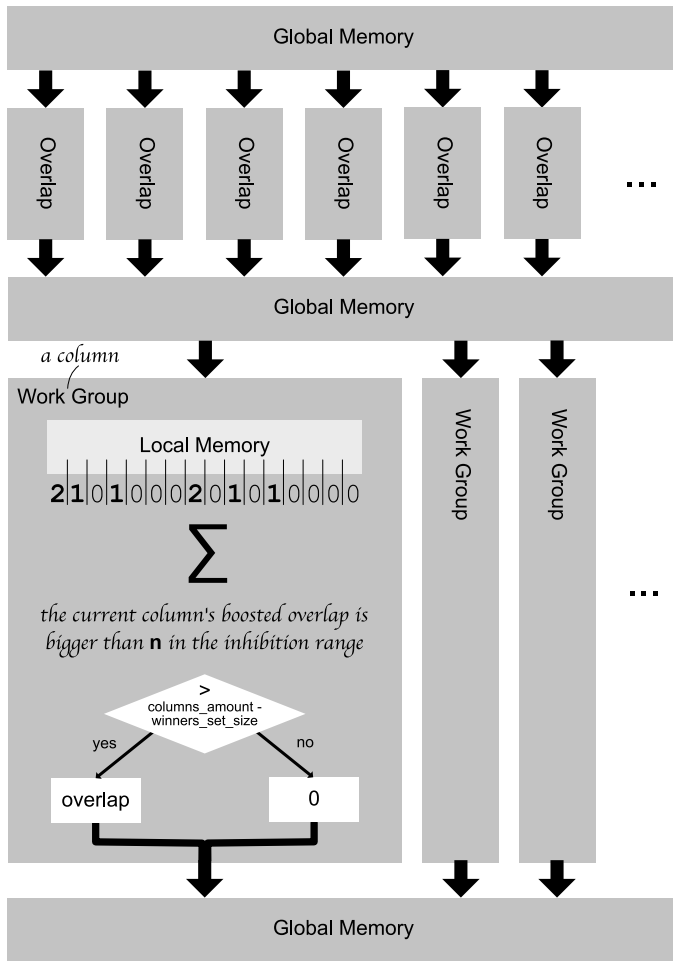 Global Memory
Overlap
Overlap
Overlap
Overlap
Overlap
Overlap
...
Global Memory
a column
Work Group
Local Memory
2|1|0|1|0|0|0|2|0|1|0|1|0|0|0|0
∑
the current column's boosted overlap is
bigger than n in the inhibition range
>
columns_amount -
winners_set_size
yes
no
overlap
0
Work Group
Work Group
...
Global Memory